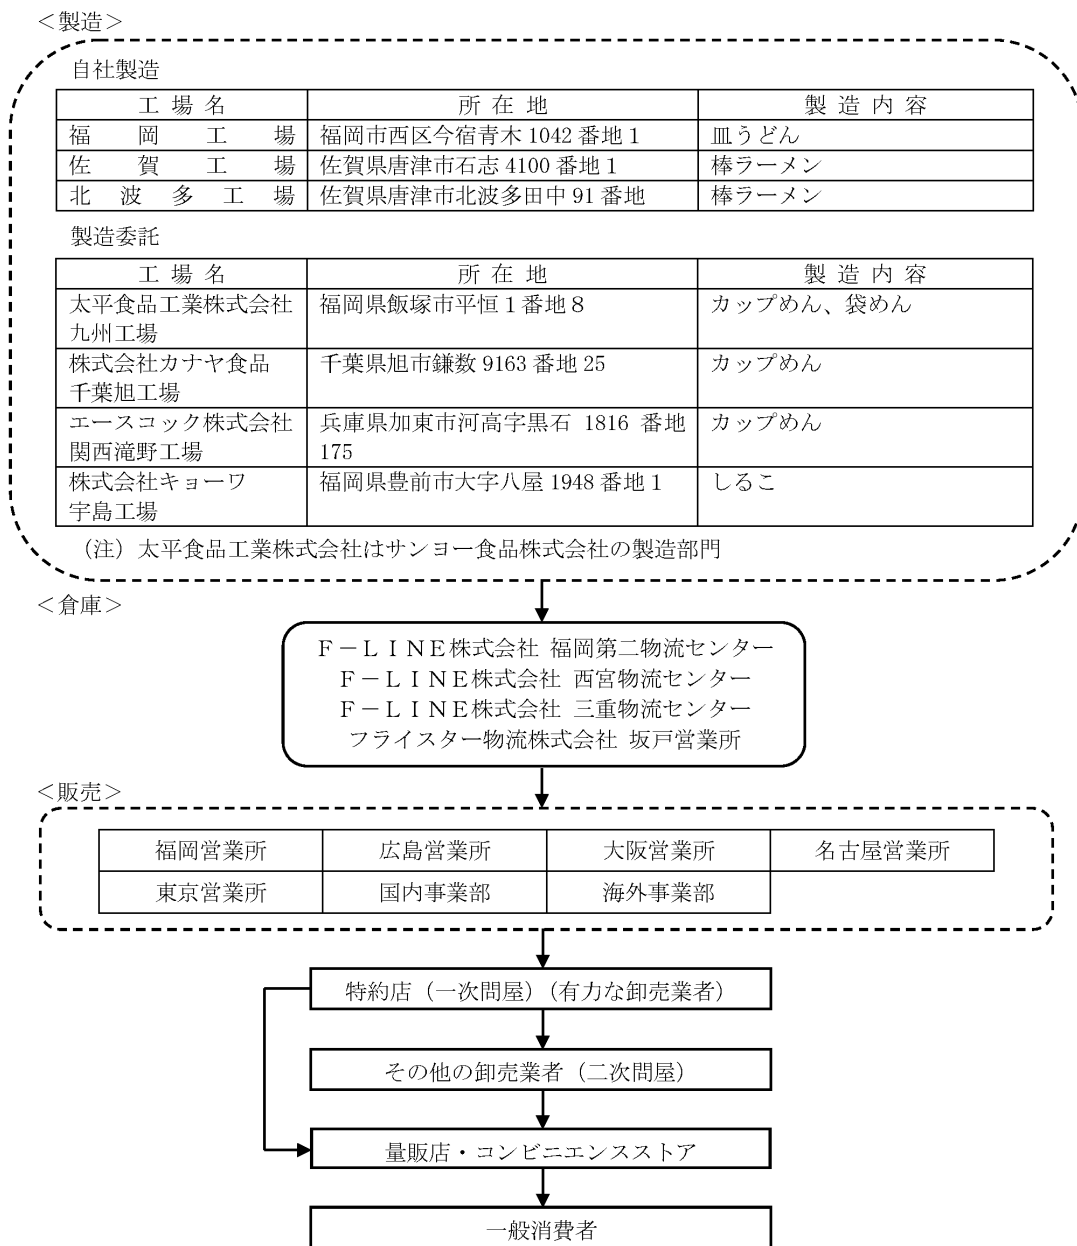 ＜製造＞
自社製造
工場名 所在地 製造内容
福岡工場 福岡市西区今宿青木 1042 番地 1 皿うどん
佐賀工場 佐賀県唐津市石志 4100 番地 1 棒ラーメン
北波多工場 佐賀県唐津市北波多田中 91 番地 棒ラーメン
製造委託
工場名 所在地 製造内容
太平食品工業株式会社 福岡県飯塚市平恒１番地８ カップめん、袋めん
九州工場
株式会社カナヤ食品 千葉県旭市鎌数 9163 番地 25 カップめん
千葉旭工場
エースコック株式会社 兵庫県加東市河高字黒石 1816 番地 カップめん
関西滝野工場 175
株式会社キョーワ 福岡県豊前市大字八屋 1948 番地 1 しるこ
宇島工場
（注）太平食品工業株式会社はサンヨー食品株式会社の製造部門
＜倉庫＞
Ｆ－ＬＩＮＥ株式会社 福岡第二物流センター
Ｆ－ＬＩＮＥ株式会社 西宮物流センター
Ｆ－ＬＩＮＥ株式会社 三重物流センター
フライスター物流株式会社 坂戸営業所
＜販売＞
福岡営業所 広島営業所 大阪営業所 名古屋営業所
東京営業所 国内事業部 海外事業部
特約店（一次問屋）（有力な卸売業者）
その他の卸売業者（二次問屋）
量販店・コンビニエンスストア
一般消費者